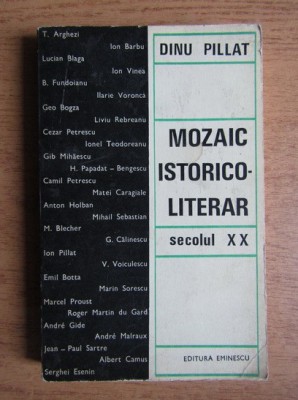 T. Arghezi
Ion Barbu
Lucian Blaga
Ion Vinea
B. Fundoianu
Ilarie Voronca
Geo Bogza
Liviu Rebreanu
Cezar Petrescu
Ionel Teodoreanu
Gib Mihăescu
H. Papadat - Bengescu
Camil Petrescu
Matei Caragiale
Anton Holban
Mihail Sebastian
M. Blecher
G. Călinescu
Ion Pillat
V. Voiculescu
Emil Botta
Marin Sorescu
Marcel Proust
Roger Martin du Gard
André Gide
André Malraux
Jean - Paul Sartre
Albert Camus
Serghei Esenin
DINU PILLAT
MOZAIC
ISTORICO-
LITERAR
secolul XX
EDITURA EMINESCU